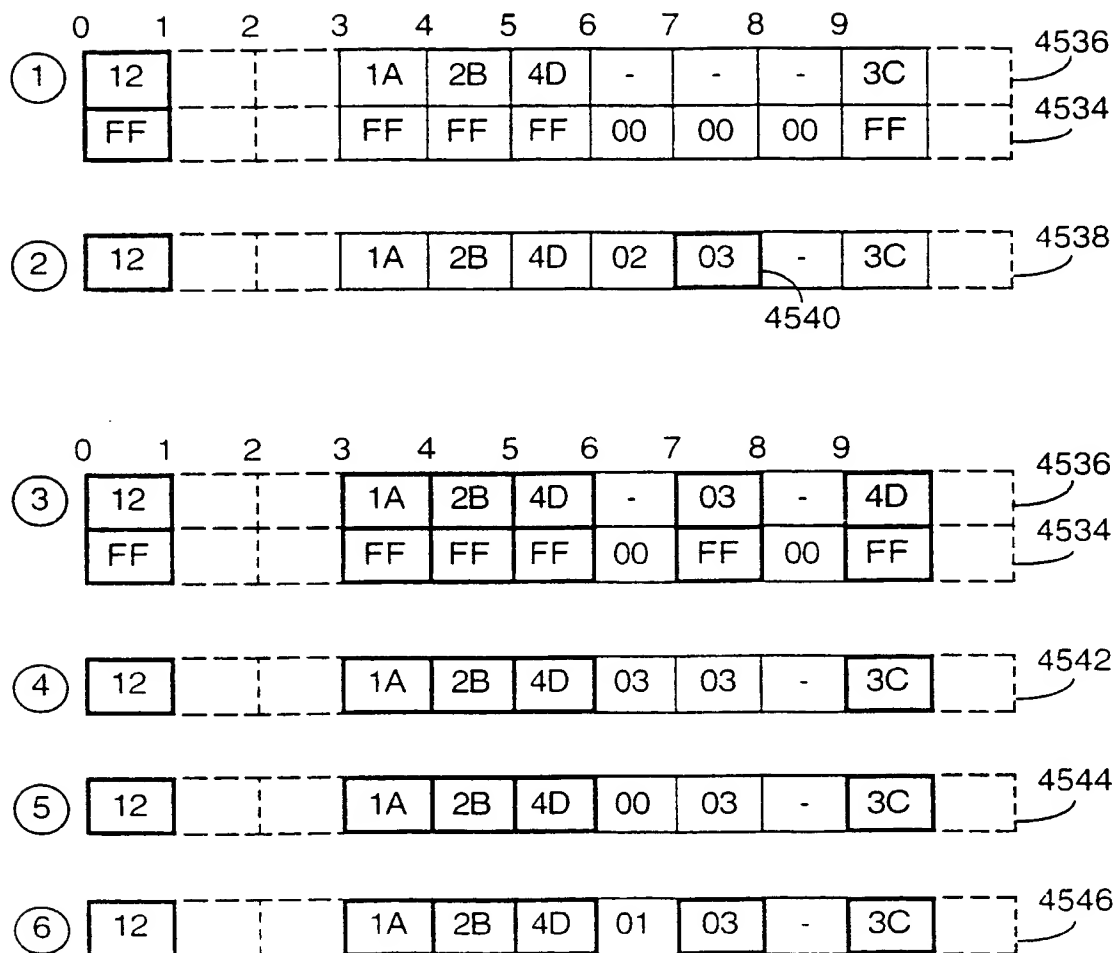 0 1 2 3 4 5 6 7 8 9
1 12 1A 2B 4D - - - 3C 4536
FF FF FF FF 00 00 00 FF 4534
2 12 1A 2B 4D 02 03 - 3C 4538
4540
0 1 2 3 4 5 6 7 8 9
3 12 1A 2B 4D - 03 - 4D 4536
FF FF FF FF 00 FF 00 FF 4534
4 12 1A 2B 4D 03 03 - 3C 4542
5 12 1A 2B 4D 00 03 - 3C 4544
6 12 1A 2B 4D 01 03 - 3C 4546